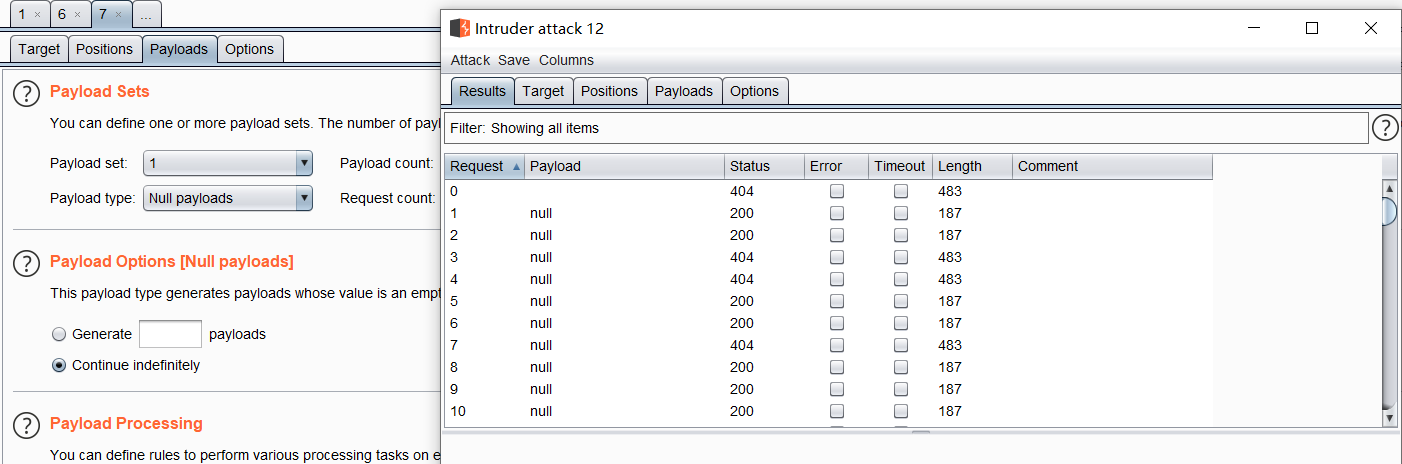 1 × 6 × 7 × ...
Target Positions Payloads Options
? Payload Sets
You can define one or more payload sets. The number of payl
Payload set: 1 Payload count:
Payload type: Null payloads Request count:
? Payload Options [Null payloads]
This payload type generates payloads whose value is an empt
Generate payloads
Continue indefinitely
? Payload Processing
You can define rules to perform various processing tasks on e
Intruder attack 12
Attack Save Columns
Results Target Positions Payloads Options
Filter: Showing all items ?
Request Payload Status Error Timeout Length Comment
0 404 483
1 null 200 187
2 null 200 187
3 null 404 483
4 null 404 483
5 null 200 187
6 null 200 187
7 null 404 483
8 null 200 187
9 null 200 187
10 null 200 187